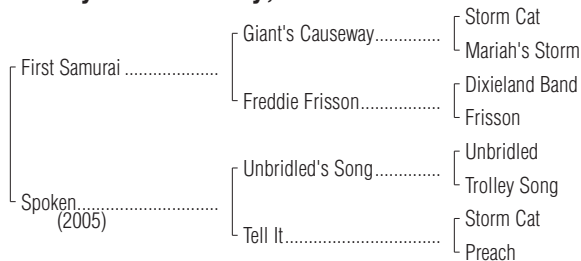 Storm Cat
Giant's Causeway
Mariah's Storm
First Samurai
Dixieland Band
Freddie Frisson
Frisson
Unbridled
Unbridled's Song
Trolley Song
Spoken
(2005)
Storm Cat
Tell It
Preach